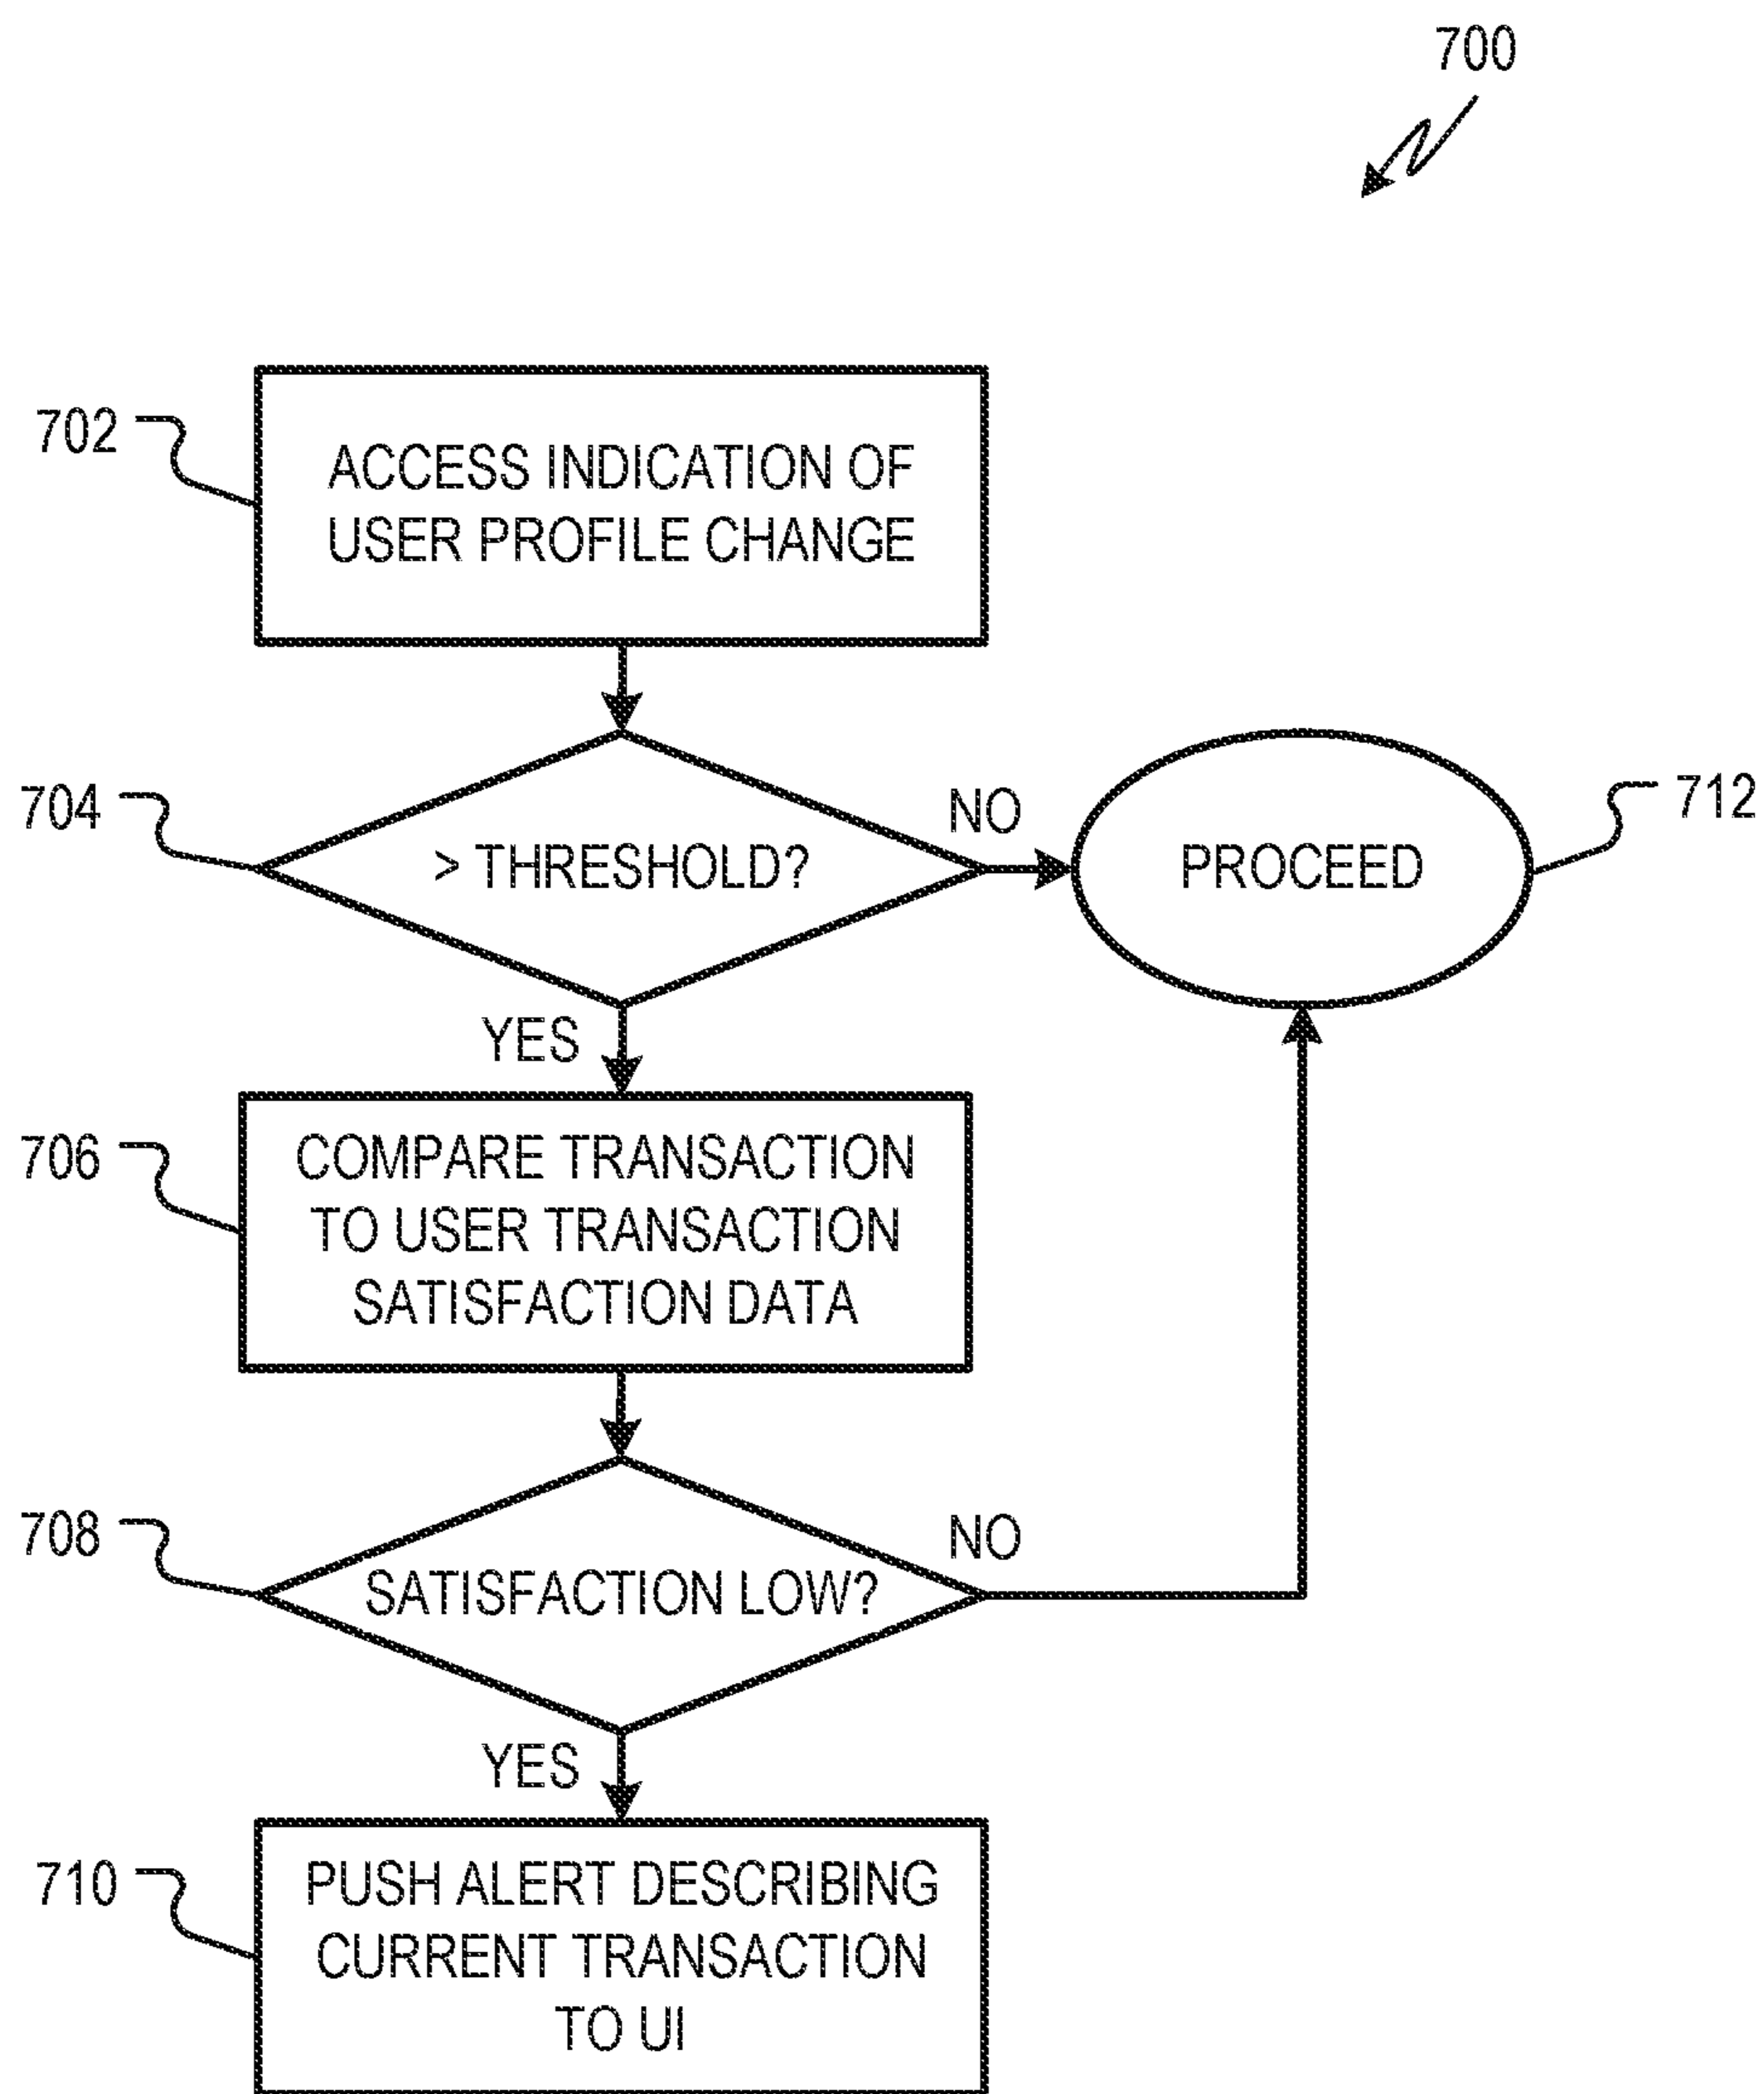 700
702
ACCESS INDICATION OF
USER PROFILE CHANGE
704
> THRESHOLD?
NO
PROCEED
712
YES
706
COMPARE TRANSACTION
TO USER TRANSACTION
SATISFACTION DATA
708
SATISFACTION LOW?
NO
YES
710
PUSH ALERT DESCRIBING
CURRENT TRANSACTION
TO UI